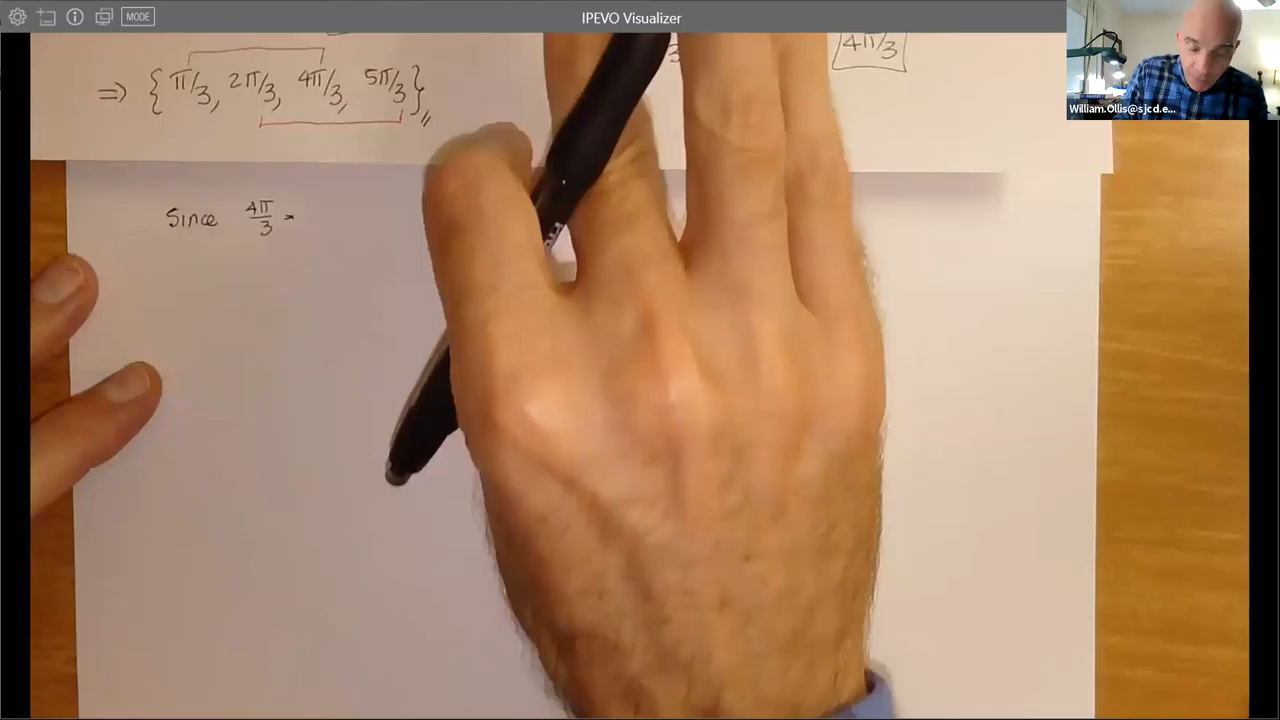 MODE
IPEVO Visualizer
William.Ollis@sjcd.e...
4π/3
⇒ {π/3, 2π/3, 4π/3, 5π/3}
Since 4π/3 =